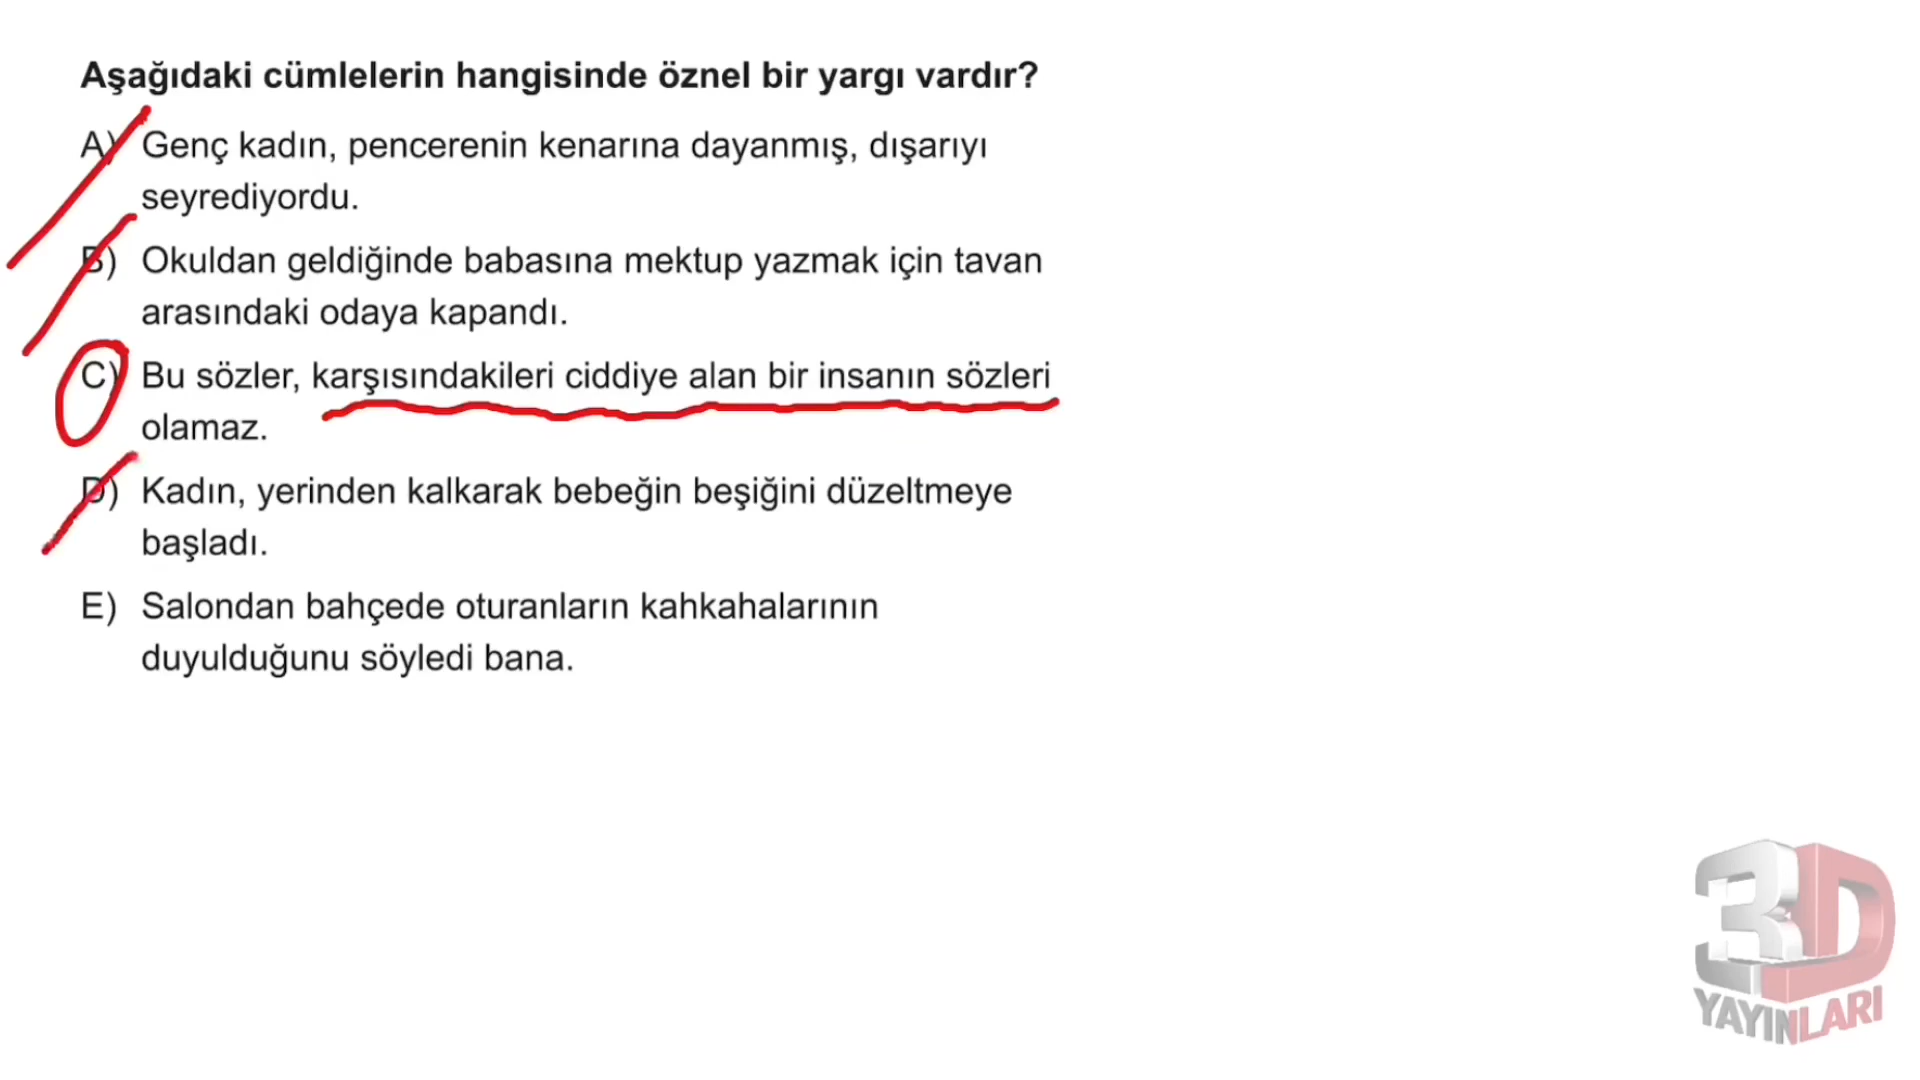 Aşağıdaki cümlelerin hangisinde öznel bir yargı vardır?
A) Genç kadın, pencerenin kenarına dayanmış, dışarıyı
seyrediyordu.
B) Okuldan geldiğinde babasına mektup yazmak için tavan
arasındaki odaya kapandı.
C) Bu sözler, karşısındakileri ciddiye alan bir insanın sözleri
olamaz.
D) Kadın, yerinden kalkarak bebeğin beşiğini düzeltmeye
başladı.
E) Salondan bahçede oturanların kahkahalarının
duyulduğunu söyledi bana.
3D
YAYINLARI